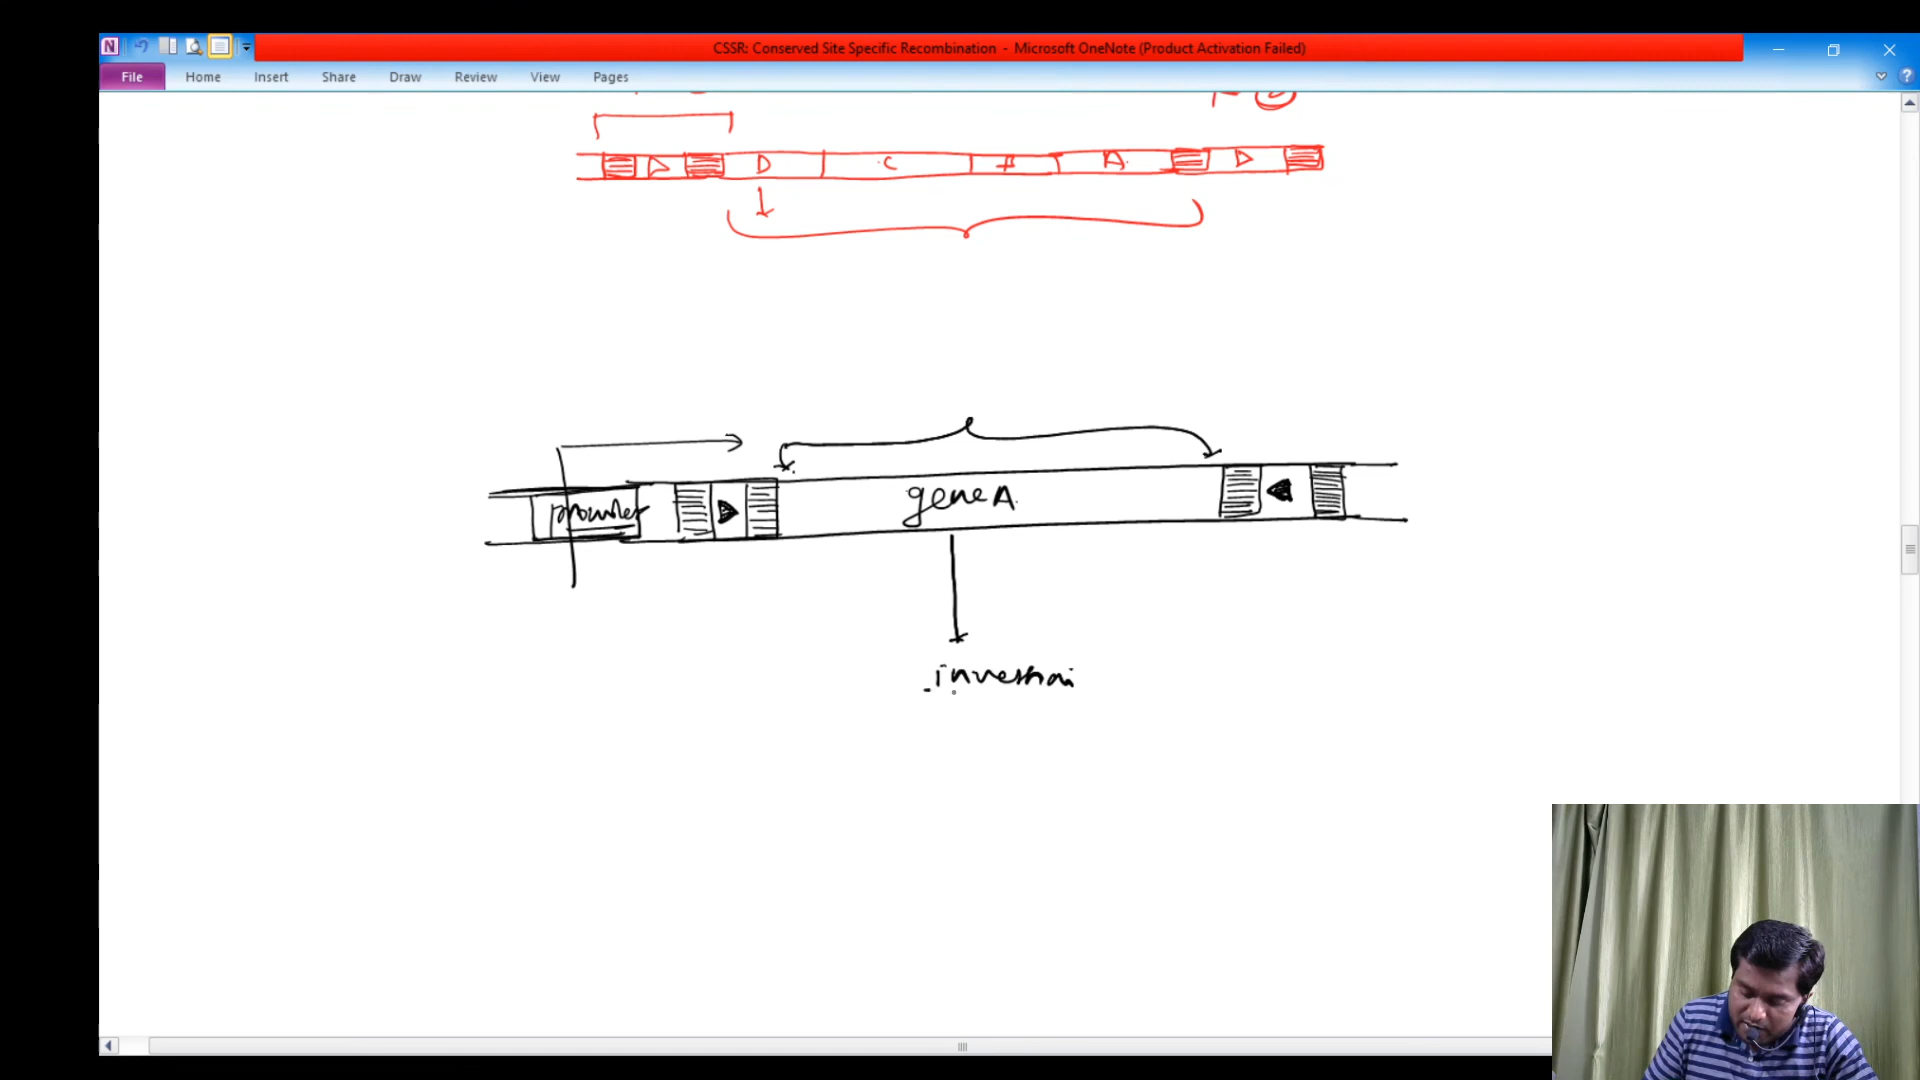 CSSR: Conserved Site Specific Recombination - Microsoft OneNote (Product Activation Failed)
File Home Insert Share Draw Review View Pages
D C B A
promoter gene A
inversion